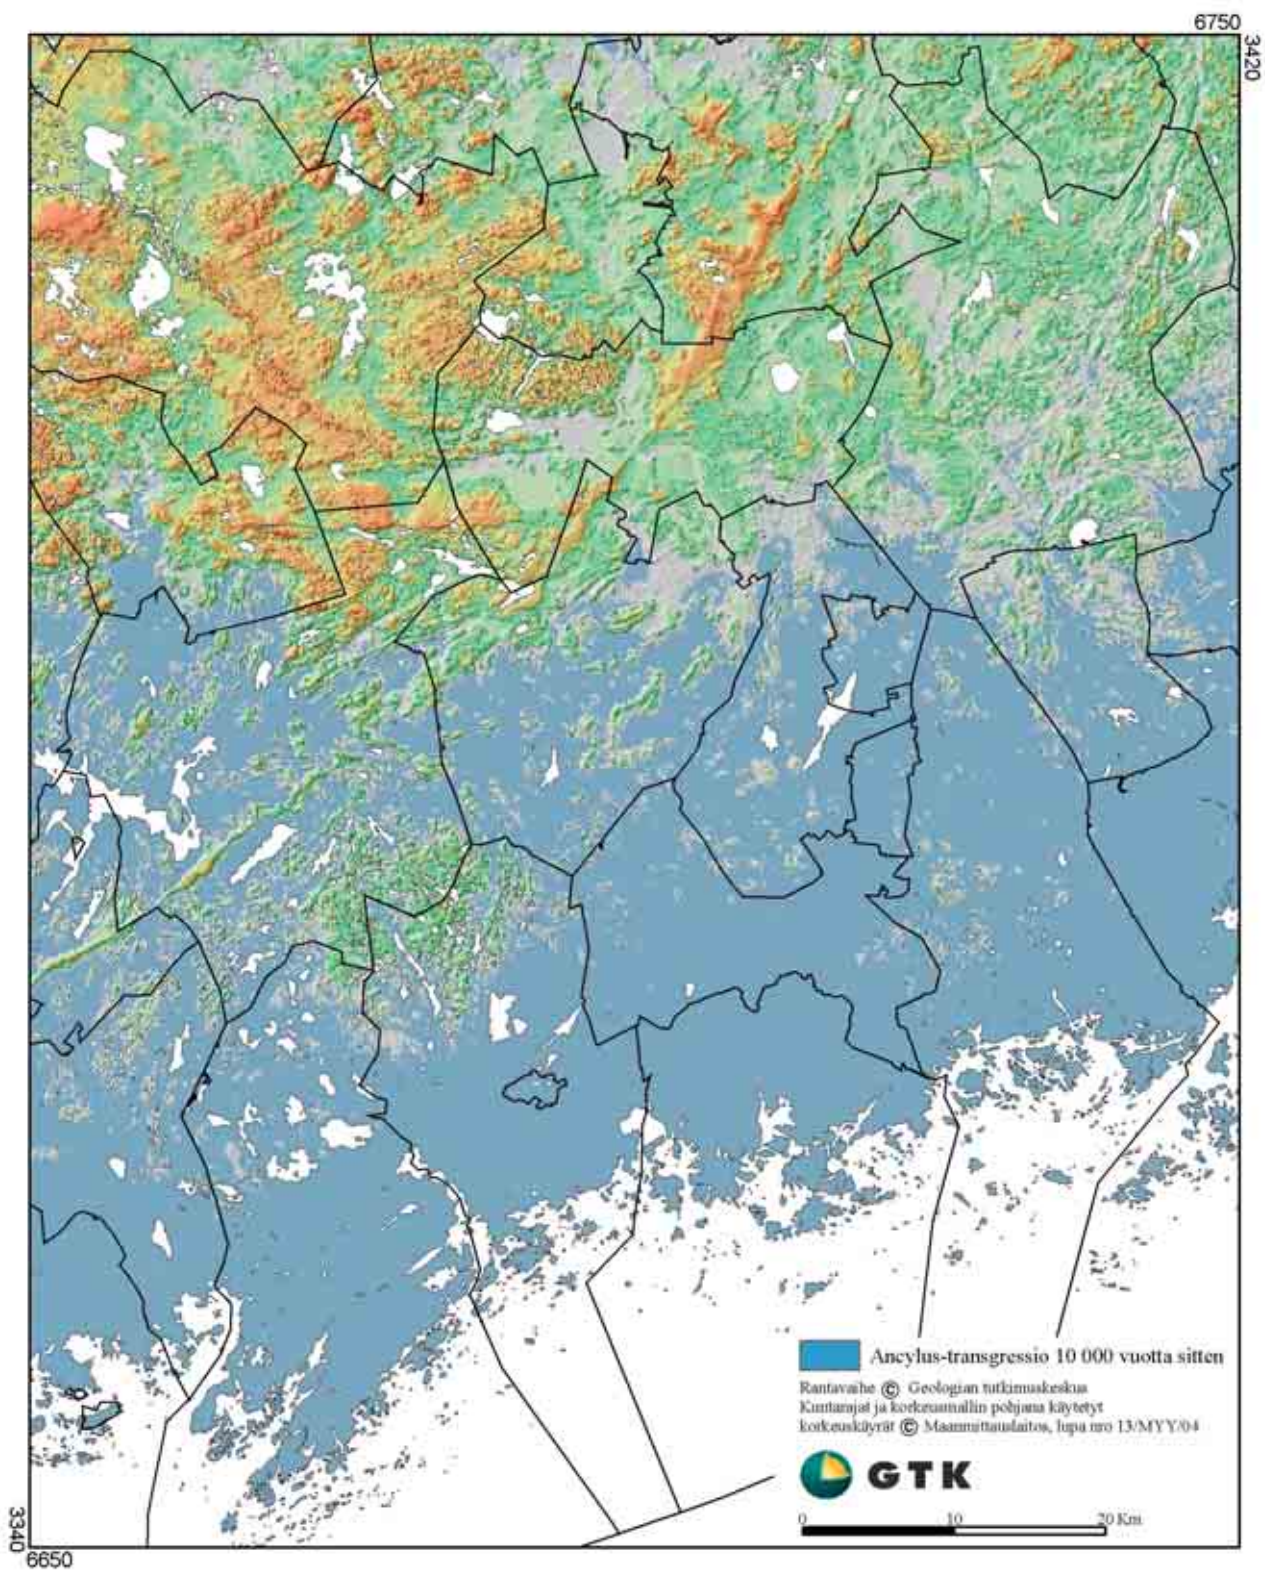 6750
3420
Ancylus-transgressio 10 000 vuotta sitten
Rantavaihe © Geologian tutkimuskeskus
Kuntarajat ja korkeusmallin pohjana käytetyt
korkeuskäyrät © Maanmittauslaitos, lupa nro 13/MYY/04
GTK
0 10 20 Km
3340
6650